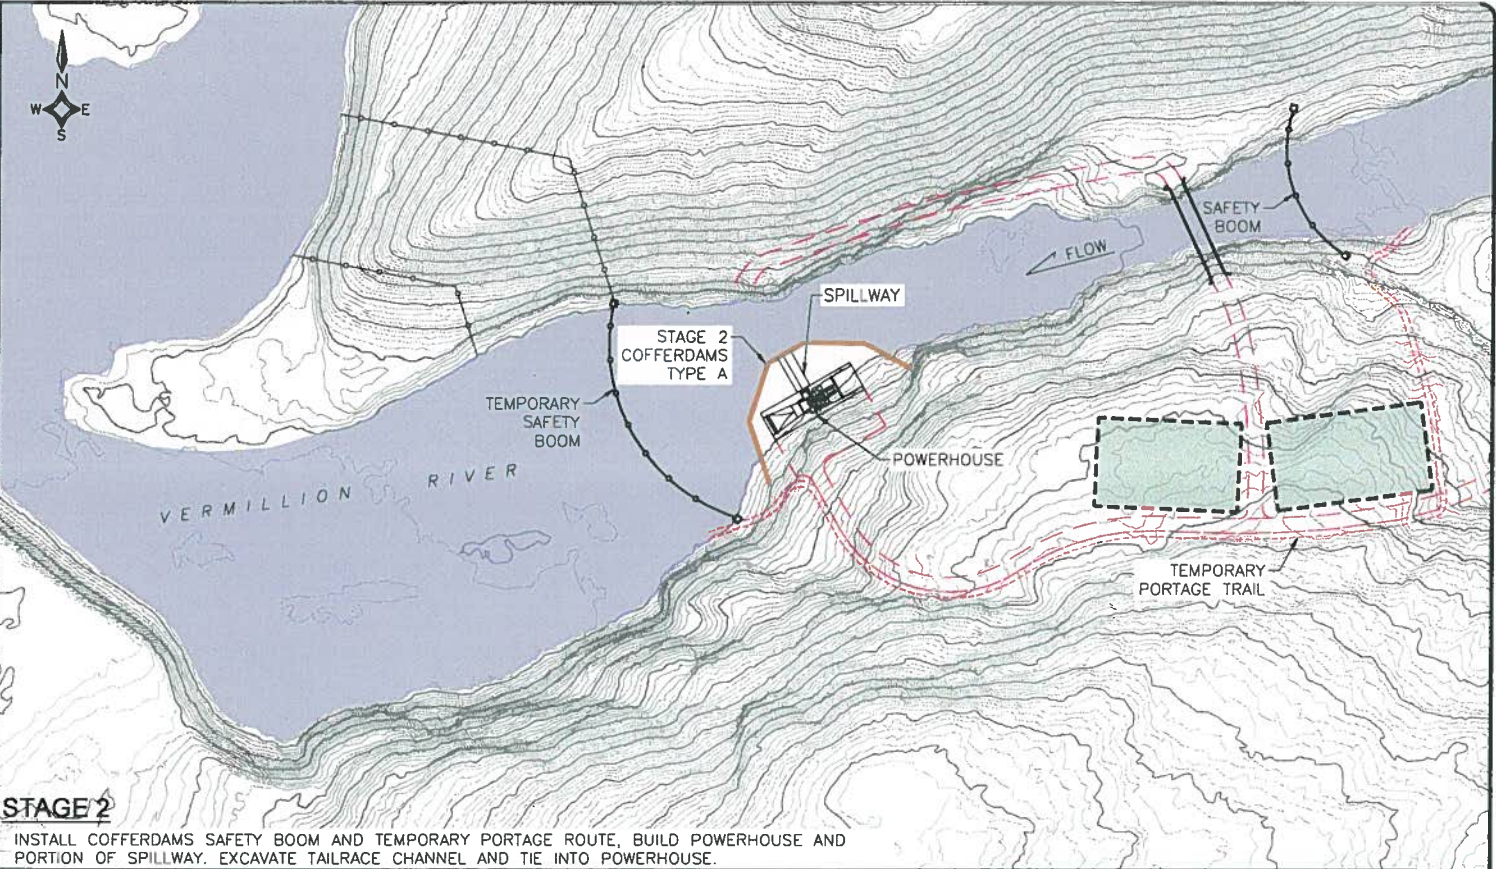 N
W E
S
SAFETY
BOOM
FLOW
SPILLWAY
STAGE 2
COFFERDAMS
TYPE A
TEMPORARY
SAFETY
BOOM
POWERHOUSE
VERMILLION RIVER
TEMPORARY
PORTAGE TRAIL
STAGE 2
INSTALL COFFERDAMS SAFETY BOOM AND TEMPORARY PORTAGE ROUTE, BUILD POWERHOUSE AND
PORTION OF SPILLWAY. EXCAVATE TAILRACE CHANNEL AND TIE INTO POWERHOUSE.